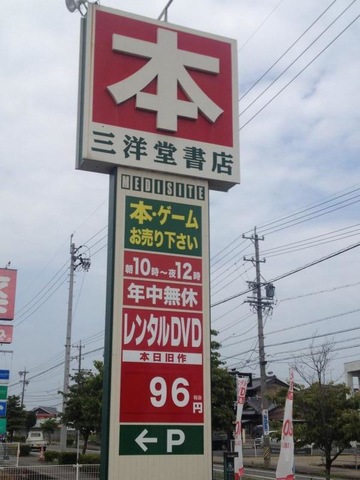 本
三洋堂書店
MEDISITE
本・ゲーム
お売り下さい
朝10時〜夜12時
年中無休
レンタルDVD
本日旧作
96円
←P